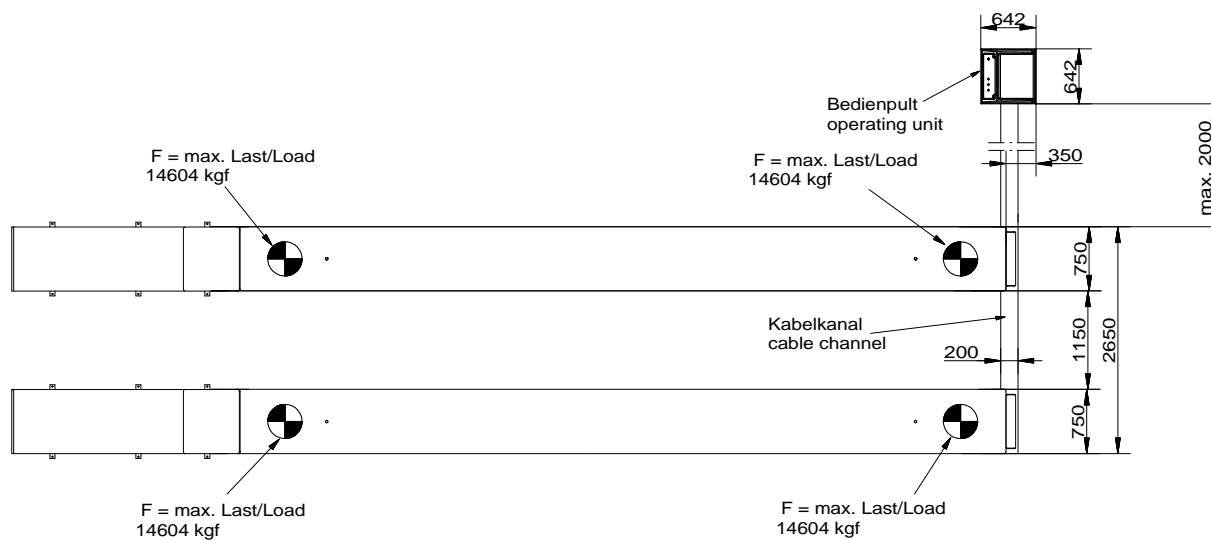 642
642
Bedienpult
operating unit
max. 2000
350
F = max. Last/Load
14604 kgf
F = max. Last/Load
14604 kgf
750
Kabelkanal
cable channel
200
1150
2650
750
F = max. Last/Load
14604 kgf
F = max. Last/Load
14604 kgf